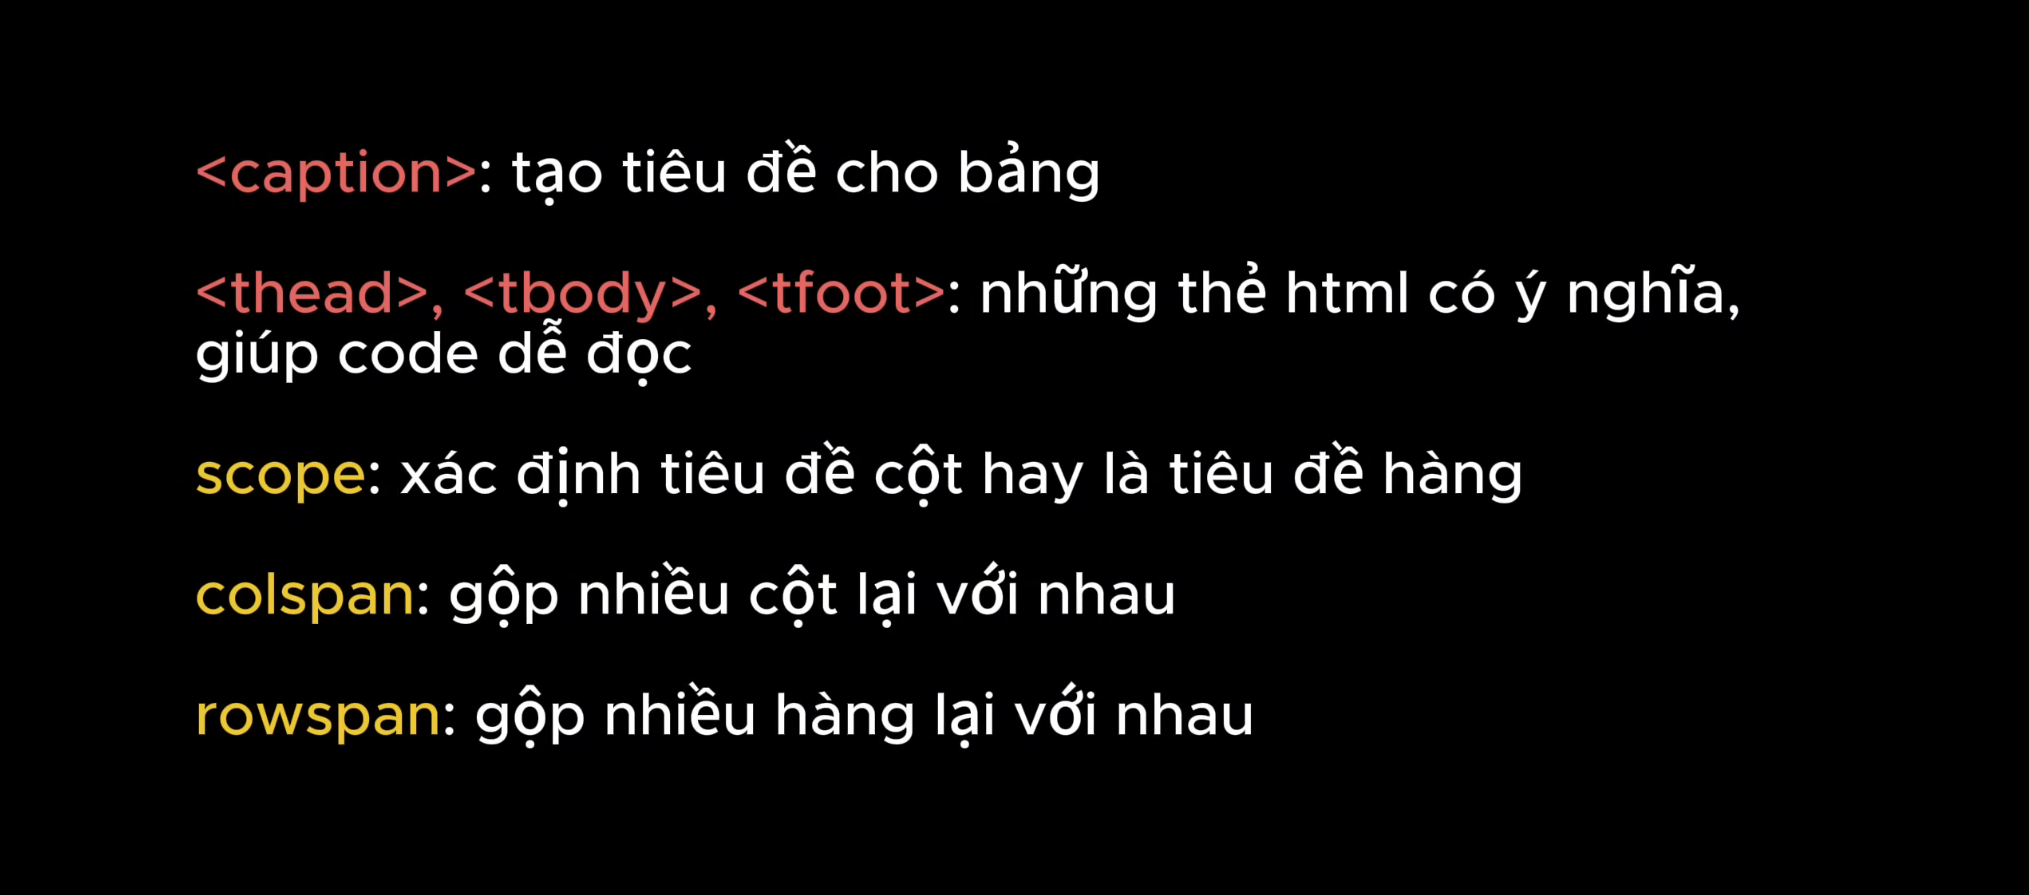 <caption>: tạo tiêu đề cho bảng
<thead>, <tbody>, <tfoot>: những thẻ html có ý nghĩa,
giúp code dễ đọc
scope: xác định tiêu đề cột hay là tiêu đề hàng
colspan: gộp nhiều cột lại với nhau
rowspan: gộp nhiều hàng lại với nhau